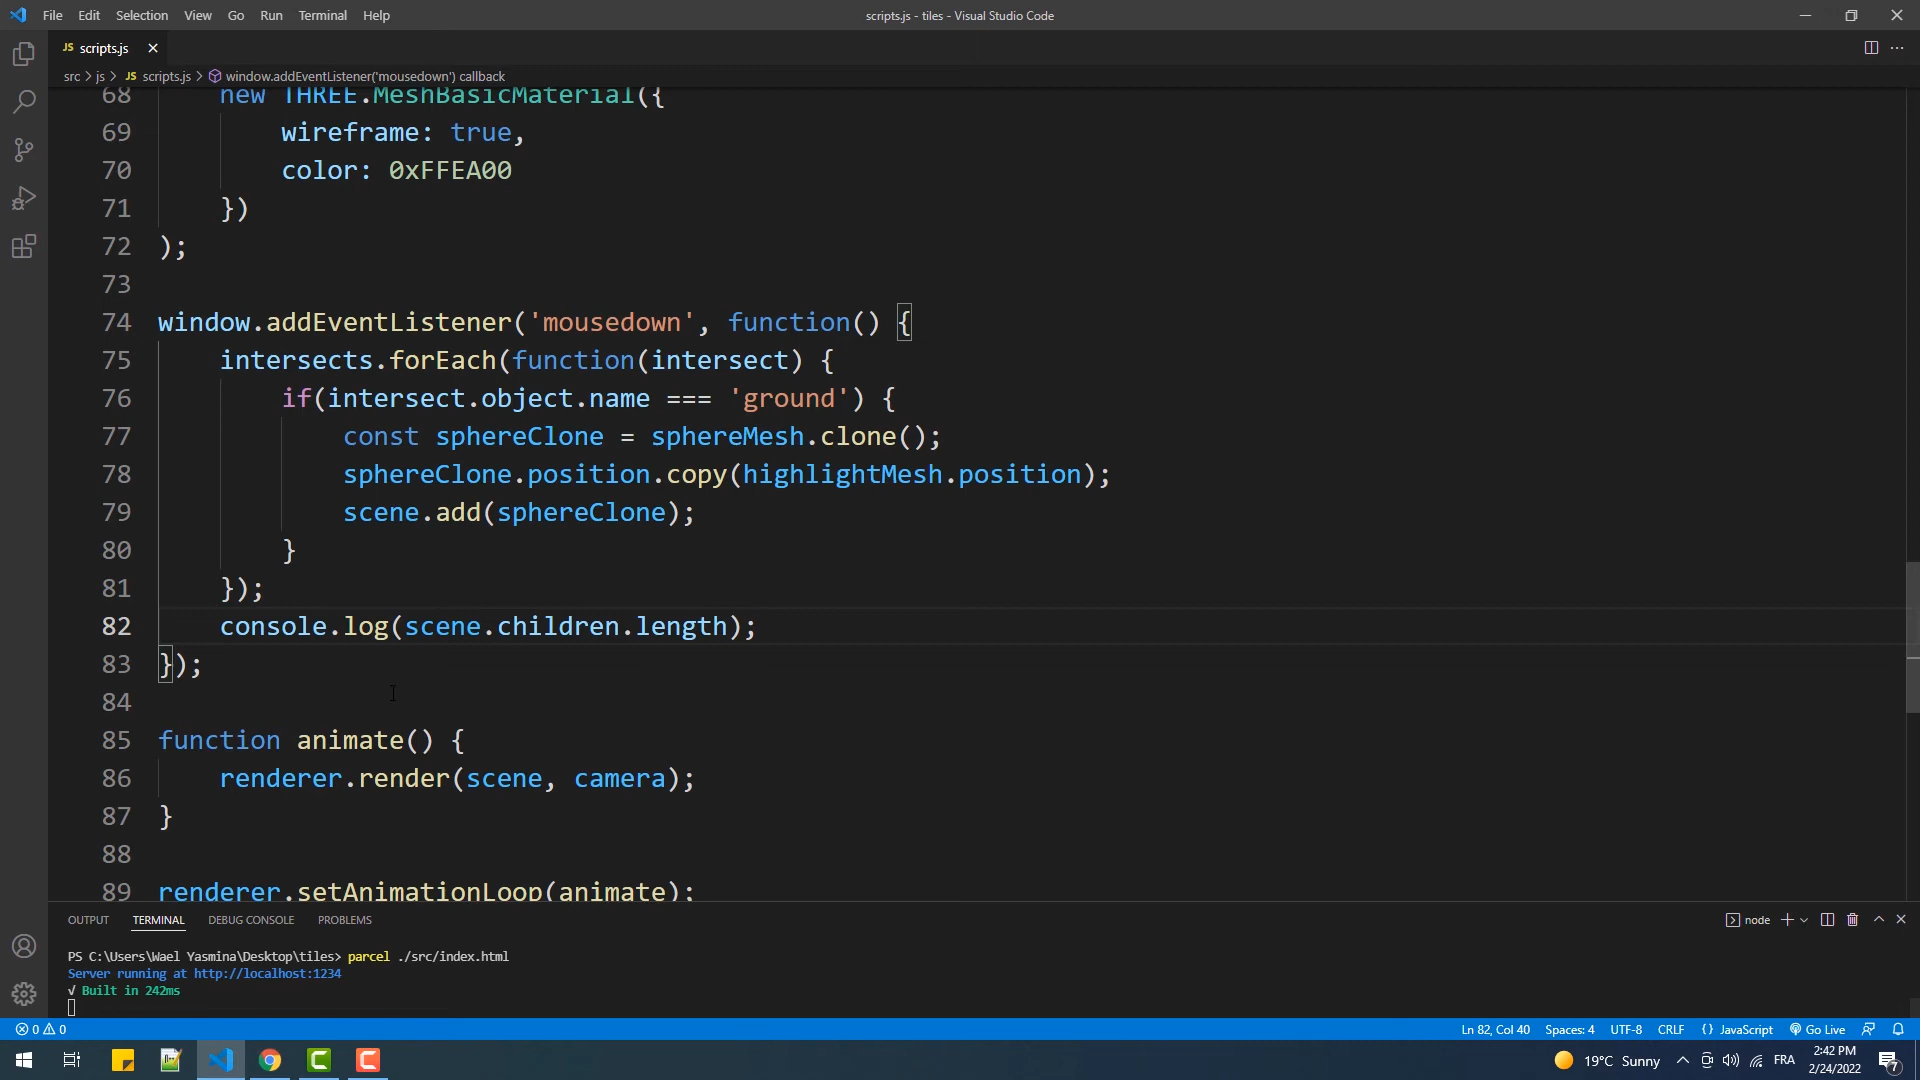 File Edit Selection View Go Run Terminal Help
scripts.js - tiles - Visual Studio Code
JS scripts.js
src > js > JS scripts.js > window.addEventListener('mousedown') callback
68 new THREE.MeshBasicMaterial({
69 wireframe: true,
70 color: 0xFFEA00
71 })
72 );
73
74 window.addEventListener('mousedown', function() {
75 intersects.forEach(function(intersect) {
76 if(intersect.object.name === 'ground') {
77 const sphereClone = sphereMesh.clone();
78 sphereClone.position.copy(highlightMesh.position);
79 scene.add(sphereClone);
80 }
81 });
82 console.log(scene.children.length);
83 });
84
85 function animate() {
86 renderer.render(scene, camera);
87 }
88
89 renderer.setAnimationLoop(animate);
OUTPUT TERMINAL DEBUG CONSOLE PROBLEMS
node
PS C:\Users\Wael Yasmina\Desktop\tiles> parcel ./src/index.html
Server running at http://localhost:1234
√ Built in 242ms
0 0
Ln 82, Col 40 Spaces: 4 UTF-8 CRLF {} JavaScript Go Live
19°C Sunny
FRA
2:42 PM
2/24/2022
7